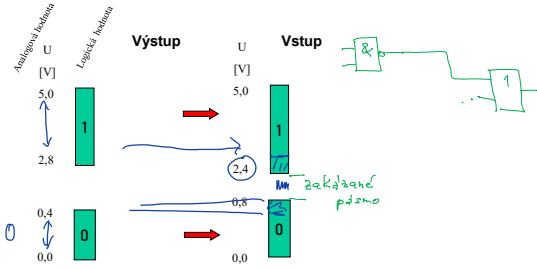 Analogová hodnota
Logická hodnota
Výstup
Vstup
U
[V]
5,0
1
2,8
0,4
0
0
0,0
U
[V]
5,0
1
2,4
0,8
0
0,0
zakázané
pásmo
&
1
...